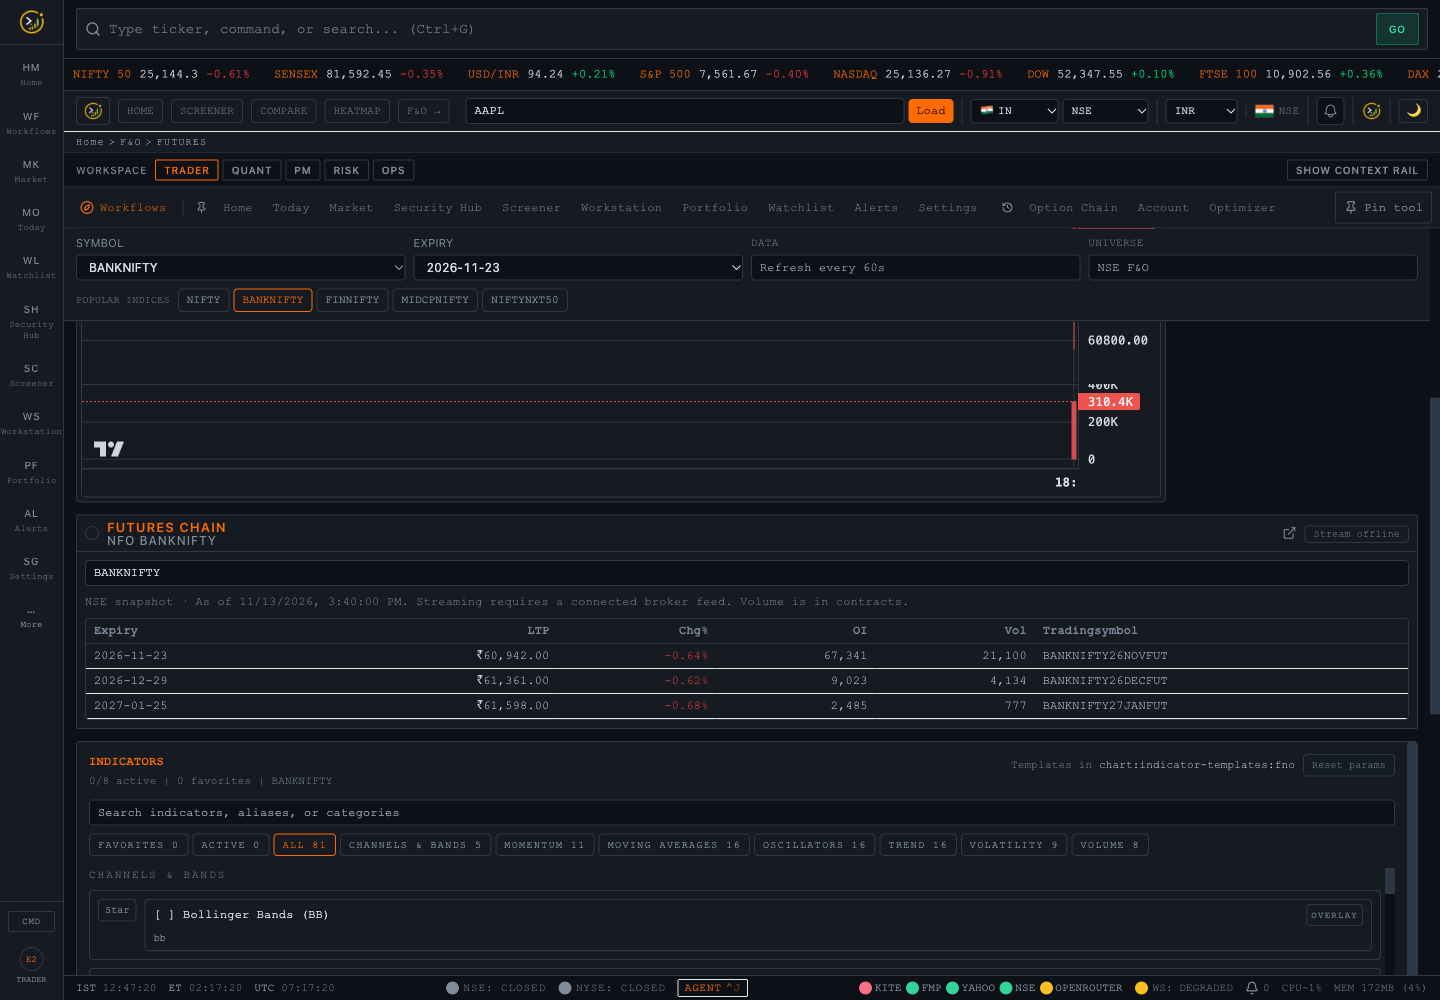 Type ticker, command, or search... (Ctrl+G)
GO
NIFTY 50 25,144.3 -0.61% SENSEX 81,592.45 -0.35% USD/INR 94.24 +0.21% S&P 500 7,561.67 -0.40% NASDAQ 25,136.27 -0.91% DOW 52,347.55 +0.10% FTSE 100 10,902.56 +0.36% DAX
HOME SCREENER COMPARE HEATMAP F&O → AAPL Load IN NSE INR NSE
Home > F&O > FUTURES
WORKSPACE TRADER QUANT PM RISK OPS SHOW CONTEXT RAIL
Workflows Home Today Market Security Hub Screener Workstation Portfolio Watchlist Alerts Settings Option Chain Account Optimizer Pin tool
SYMBOL EXPIRY DATA UNIVERSE
BANKNIFTY 2026-11-23 Refresh every 60s NSE F&O
POPULAR INDICES NIFTY BANKNIFTY FINNIFTY MIDCPNIFTY NIFTYNXT50
60800.00
400K
310.4K
200K
0
18:
FUTURES CHAIN
NFO BANKNIFTY
Stream offline
BANKNIFTY
NSE snapshot · As of 11/13/2026, 3:40:00 PM. Streaming requires a connected broker feed. Volume is in contracts.
Expiry LTP Chg% OI Vol Tradingsymbol
2026-11-23 ₹60,942.00 -0.64% 67,341 21,100 BANKNIFTY26NOVFUT
2026-12-29 ₹61,361.00 -0.62% 9,023 4,134 BANKNIFTY26DECFUT
2027-01-25 ₹61,598.00 -0.68% 2,485 777 BANKNIFTY27JANFUT
INDICATORS
0/8 active | 0 favorites | BANKNIFTY
Templates in chart:indicator-templates:fno Reset params
Search indicators, aliases, or categories
FAVORITES 0 ACTIVE 0 ALL 81 CHANNELS & BANDS 5 MOMENTUM 11 MOVING AVERAGES 16 OSCILLATORS 16 TREND 16 VOLATILITY 9 VOLUME 8
CHANNELS & BANDS
Star [ ] Bollinger Bands (BB) OVERLAY
bb
HM
Home
WF
Workflows
MK
Market
MO
Today
WL
Watchlist
SH
Security
Hub
SC
Screener
WS
Workstation
PF
Portfolio
AL
Alerts
SG
Settings
...
More
CMD
E2
TRADER
IST 12:47:20 ET 02:17:20 UTC 07:17:20 NSE: CLOSED NYSE: CLOSED AGENT ^J KITE FMP YAHOO NSE OPENROUTER WS: DEGRADED 0 CPU~1% MEM 172MB (4%)